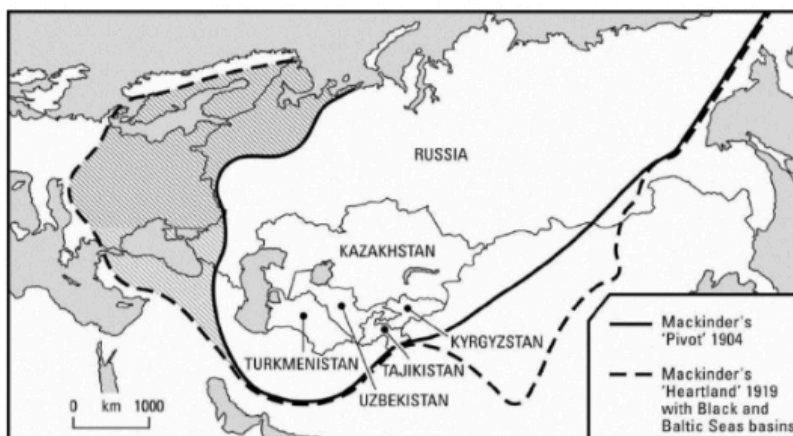 RUSSIA
KAZAKHSTAN
KYRGYZSTAN
TURKMENISTAN
TAJIKISTAN
UZBEKISTAN
0 km 1000
Mackinder's
'Pivot' 1904
Mackinder's
'Heartland' 1919
with Black and
Baltic Seas basins